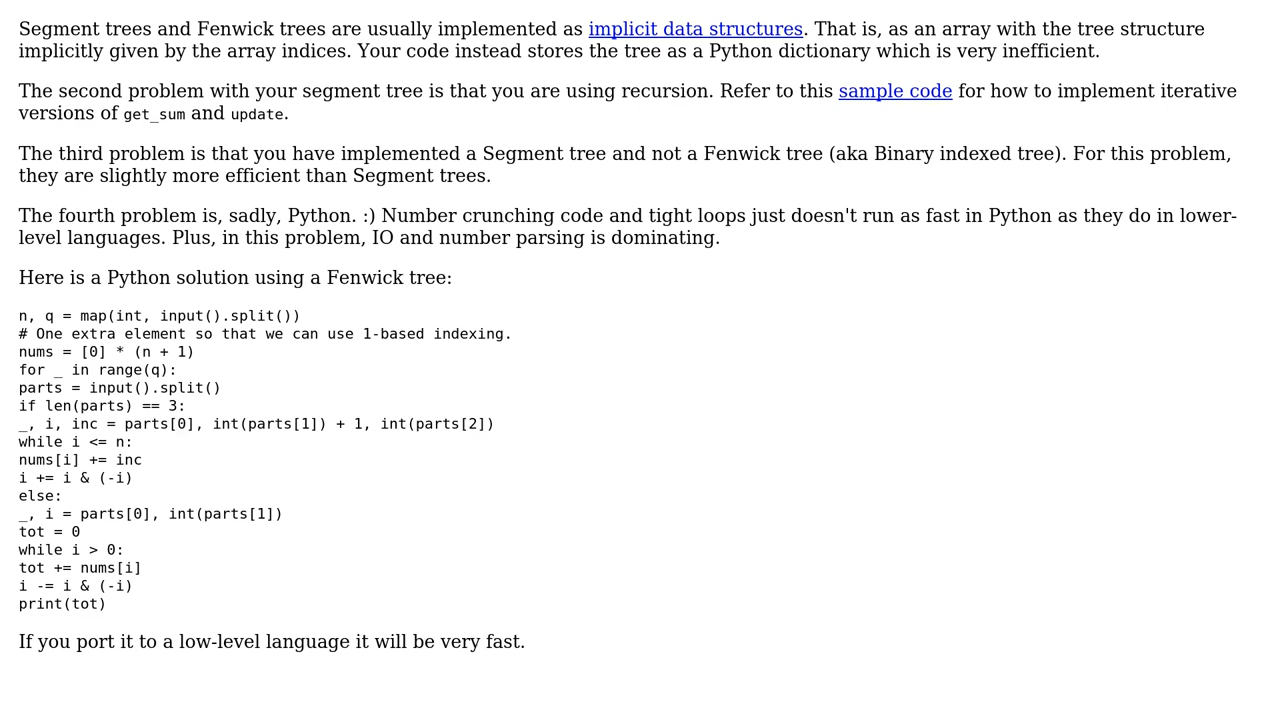 Segment trees and Fenwick trees are usually implemented as implicit data structures. That is, as an array with the tree structure
implicitly given by the array indices. Your code instead stores the tree as a Python dictionary which is very inefficient.
The second problem with your segment tree is that you are using recursion. Refer to this sample code for how to implement iterative
versions of get_sum and update.
The third problem is that you have implemented a Segment tree and not a Fenwick tree (aka Binary indexed tree). For this problem,
they are slightly more efficient than Segment trees.
The fourth problem is, sadly, Python. :) Number crunching code and tight loops just doesn't run as fast in Python as they do in lower-
level languages. Plus, in this problem, IO and number parsing is dominating.
Here is a Python solution using a Fenwick tree:
n, q = map(int, input().split())
# One extra element so that we can use 1-based indexing.
nums = [0] * (n + 1)
for _ in range(q):
parts = input().split()
if len(parts) == 3:
_, i, inc = parts[0], int(parts[1]) + 1, int(parts[2])
while i <= n:
nums[i] += inc
i += i & (-i)
else:
_, i = parts[0], int(parts[1])
tot = 0
while i > 0:
tot += nums[i]
i -= i & (-i)
print(tot)
If you port it to a low-level language it will be very fast.